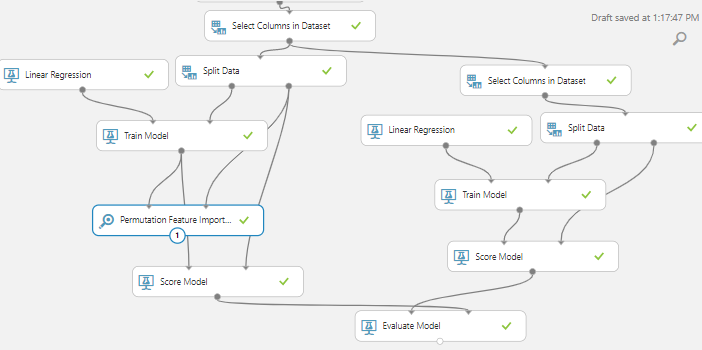 Select Columns in Dataset
Draft saved at 1:17:47 PM
Linear Regression
Split Data
Select Columns in Dataset
Train Model
Linear Regression
Split Data
Permutation Feature Import...
1
Train Model
Score Model
Score Model
Evaluate Model